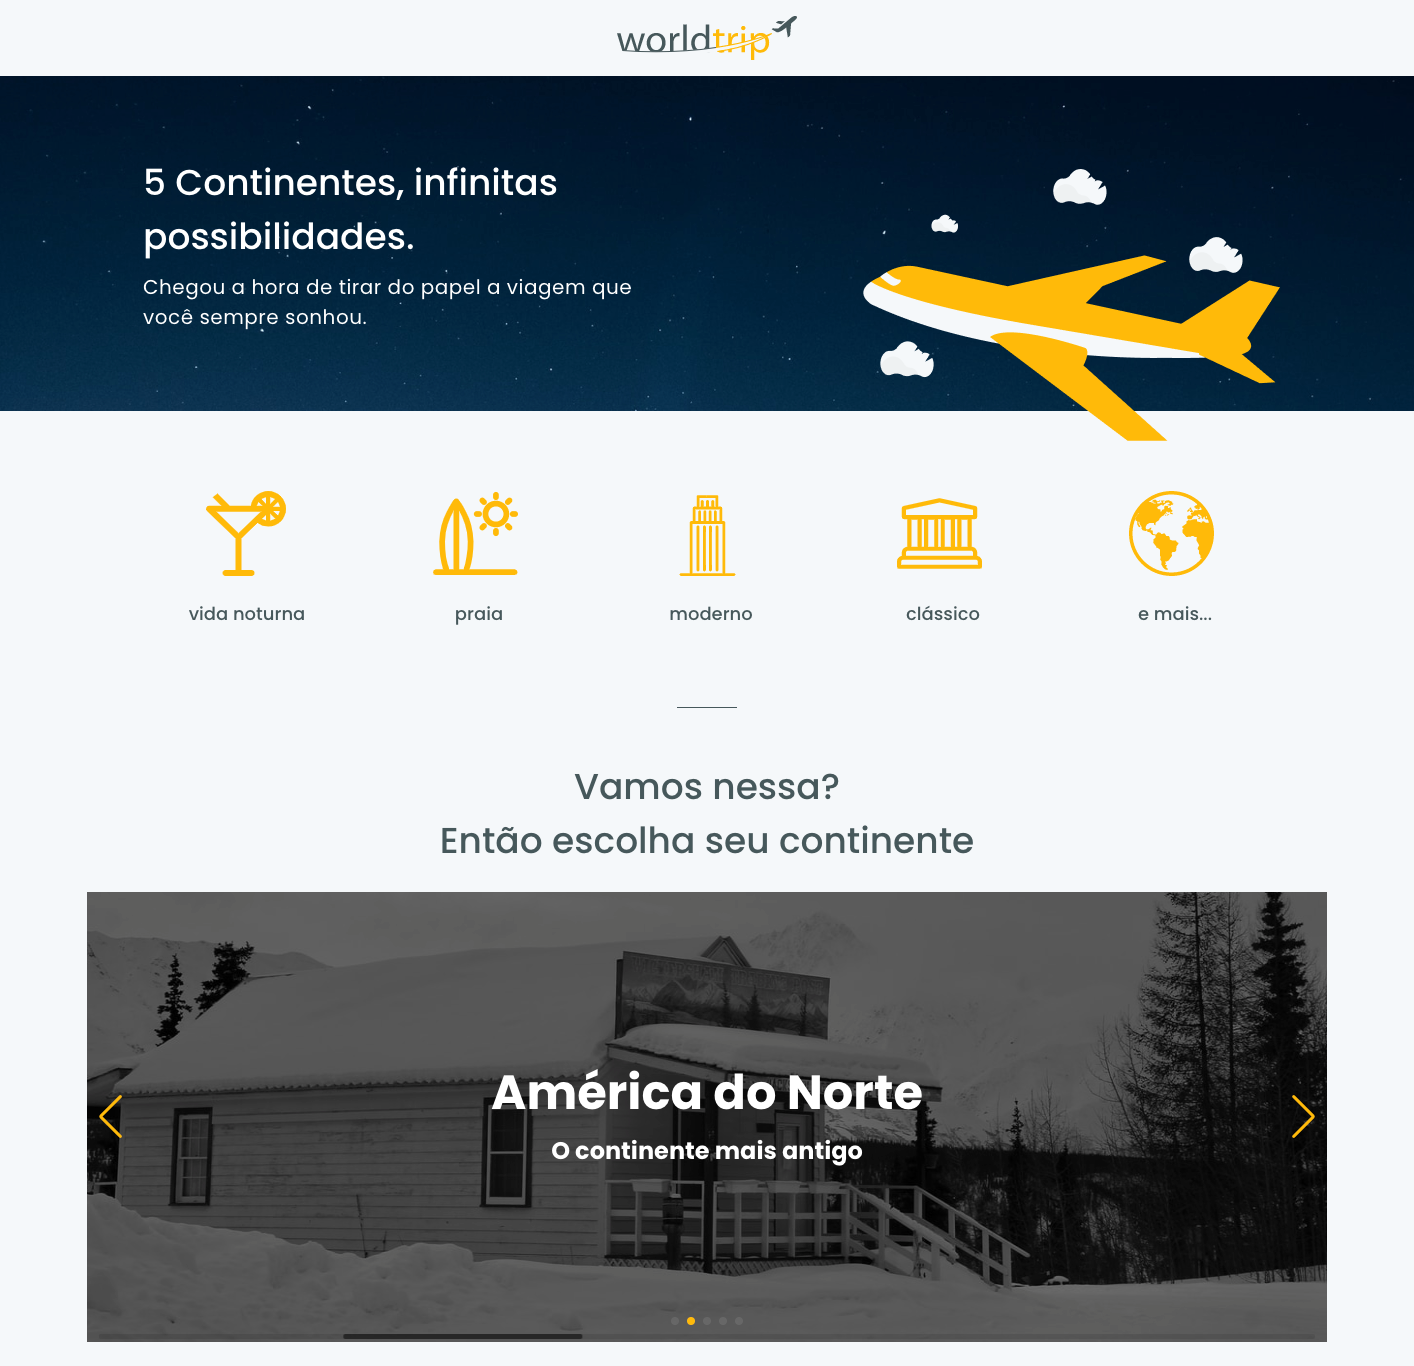 worldtrip
5 Continentes, infinitas
possibilidades.
Chegou a hora de tirar do papel a viagem que
você sempre sonhou.
vida noturna
praia
moderno
clássico
e mais...
Vamos nessa?
Então escolha seu continente
América do Norte
O continente mais antigo